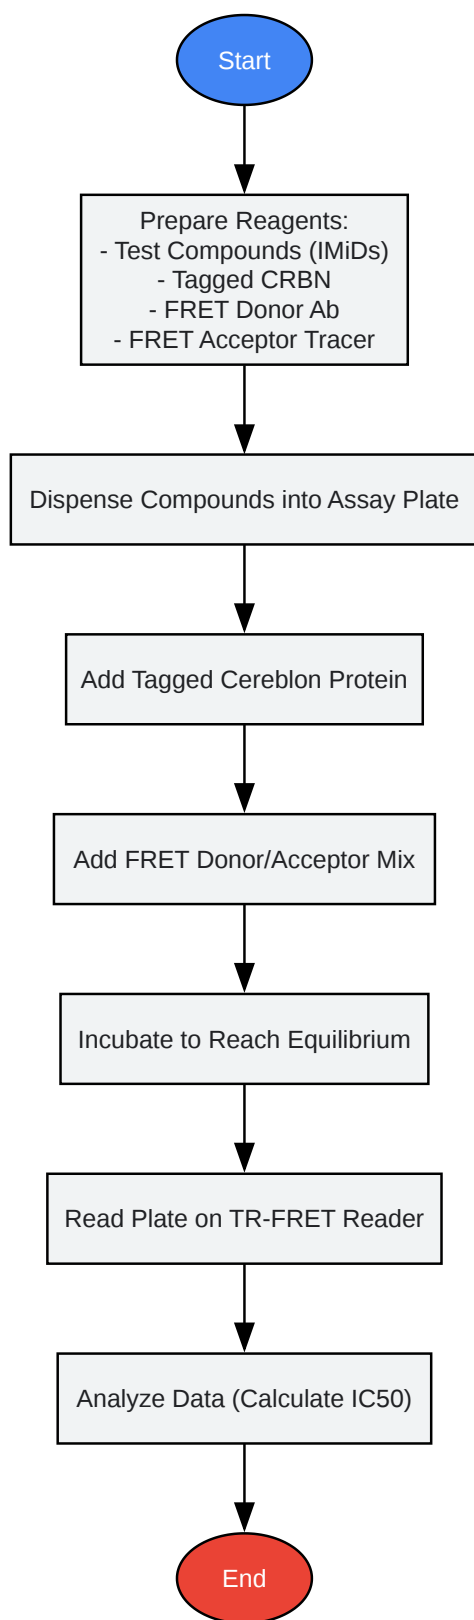 Start
Prepare Reagents:
- Test Compounds (IMiDs)
- Tagged CRBN
- FRET Donor Ab
- FRET Acceptor Tracer
Dispense Compounds into Assay Plate
Add Tagged Cereblon Protein
Add FRET Donor/Acceptor Mix
Incubate to Reach Equilibrium
Read Plate on TR-FRET Reader
Analyze Data (Calculate IC50)
End